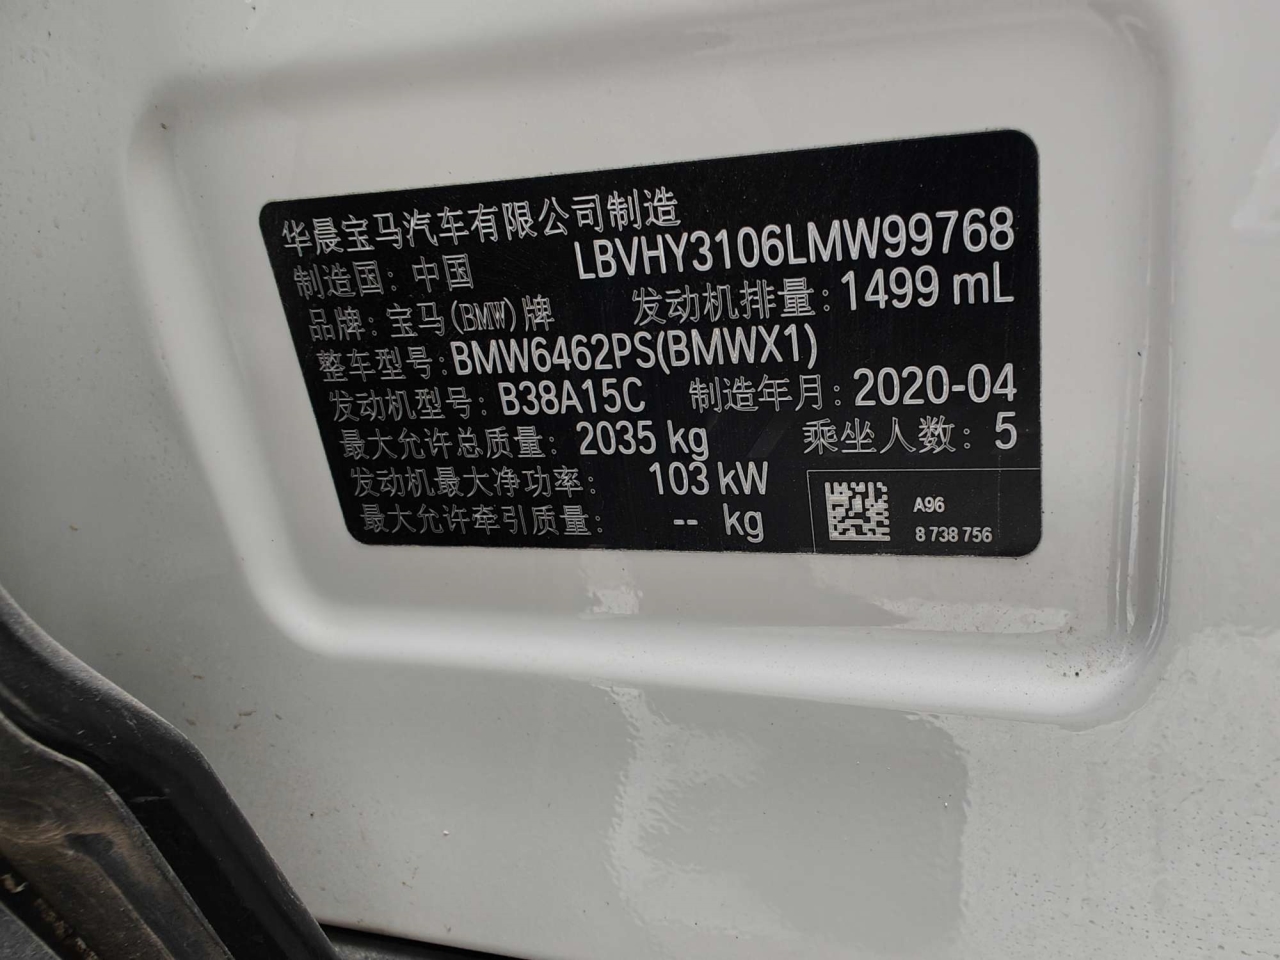 华晨宝马汽车有限公司制造
制造国：中国 LBVHY3106LMW99768
品牌：宝马(BMW)牌 发动机排量：1499 mL
整车型号：BMW6462PS(BMWX1)
发动机型号：B38A15C 制造年月：2020-04
最大允许总质量：2035 kg 乘坐人数：5
发动机最大净功率：103 kW
最大允许牵引质量：-- kg
A96
8 738 756